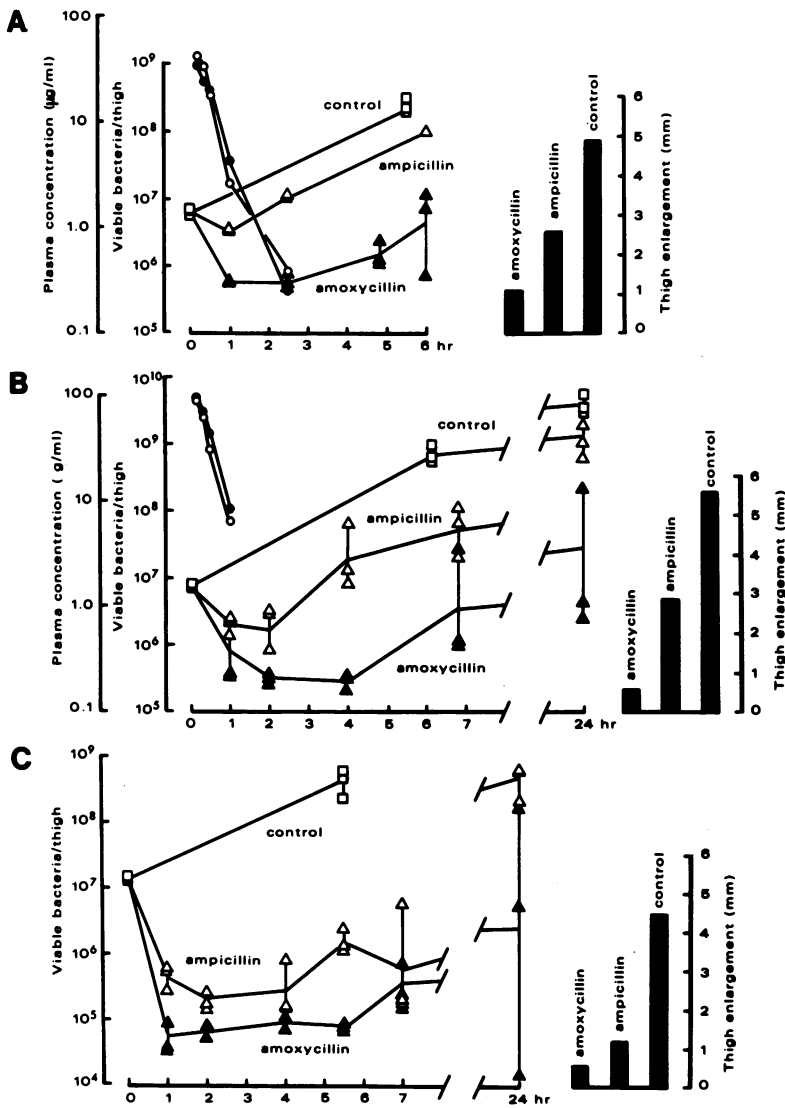 A
Plasma concentration (µg/ml)
100
10
1.0
0.1
Viable bacteria/thigh
10⁹
10⁸
10⁷
10⁶
10⁵
control
ampicillin
amoxycillin
0 1 2 3 4 5 6 hr
amoxycillin
ampicillin
control
6
5
4
3
2
1
0
Thigh enlargement (mm)
B
Plasma concentration ( g/ml)
100
10
1.0
0.1
Viable bacteria/thigh
10¹⁰
10⁹
10⁸
10⁷
10⁶
10⁵
control
ampicillin
amoxycillin
0 1 2 3 4 5 6 7 24 hr
amoxycillin
ampicillin
control
6
5
4
3
2
1
0
Thigh enlargement (mm)
C
Viable bacteria/thigh
10⁹
10⁸
10⁷
10⁶
10⁵
10⁴
control
ampicillin
amoxycillin
0 1 2 3 4 5 6 7 24 hr
amoxycillin
ampicillin
control
6
5
4
3
2
1
0
Thigh enlargement (mm)